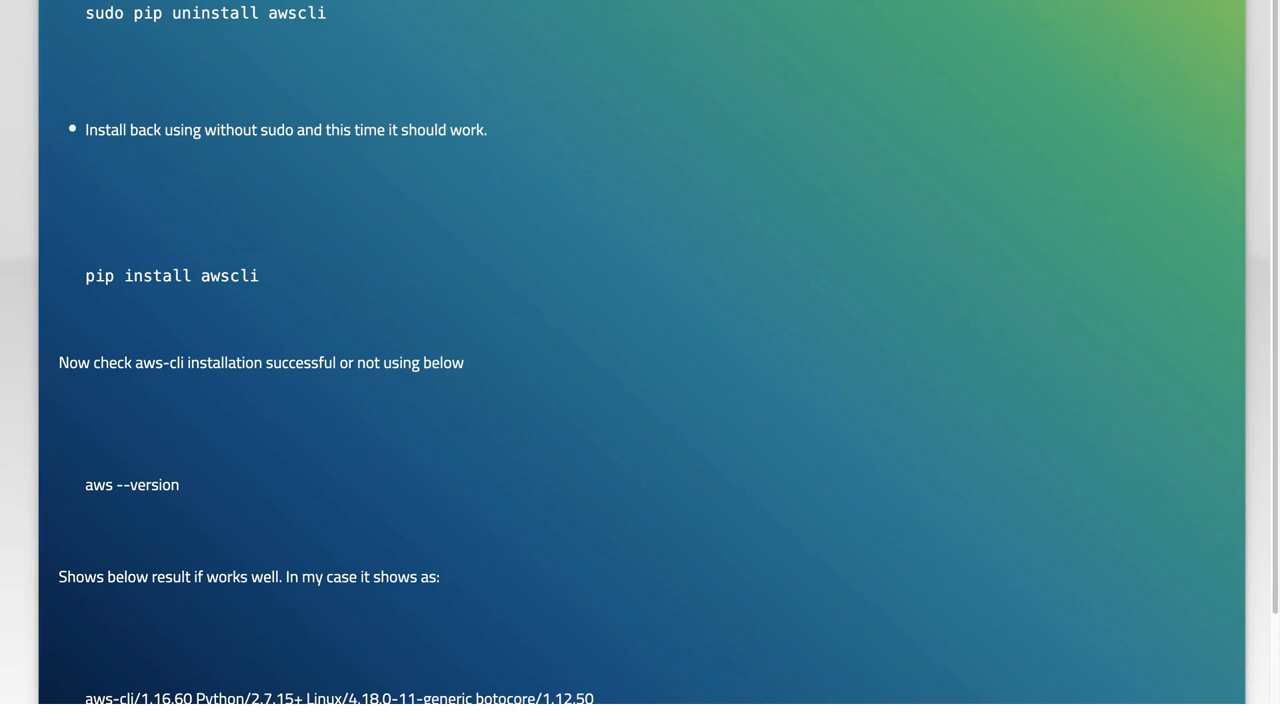 sudo pip uninstall awscli
Install back using without sudo and this time it should work.
pip install awscli
Now check aws-cli installation successful or not using below
aws --version
Shows below result if works well. In my case it shows as:
aws-cli/1.16.60 Python/2.7.15+ Linux/4.18.0-11-generic botocore/1.12.50